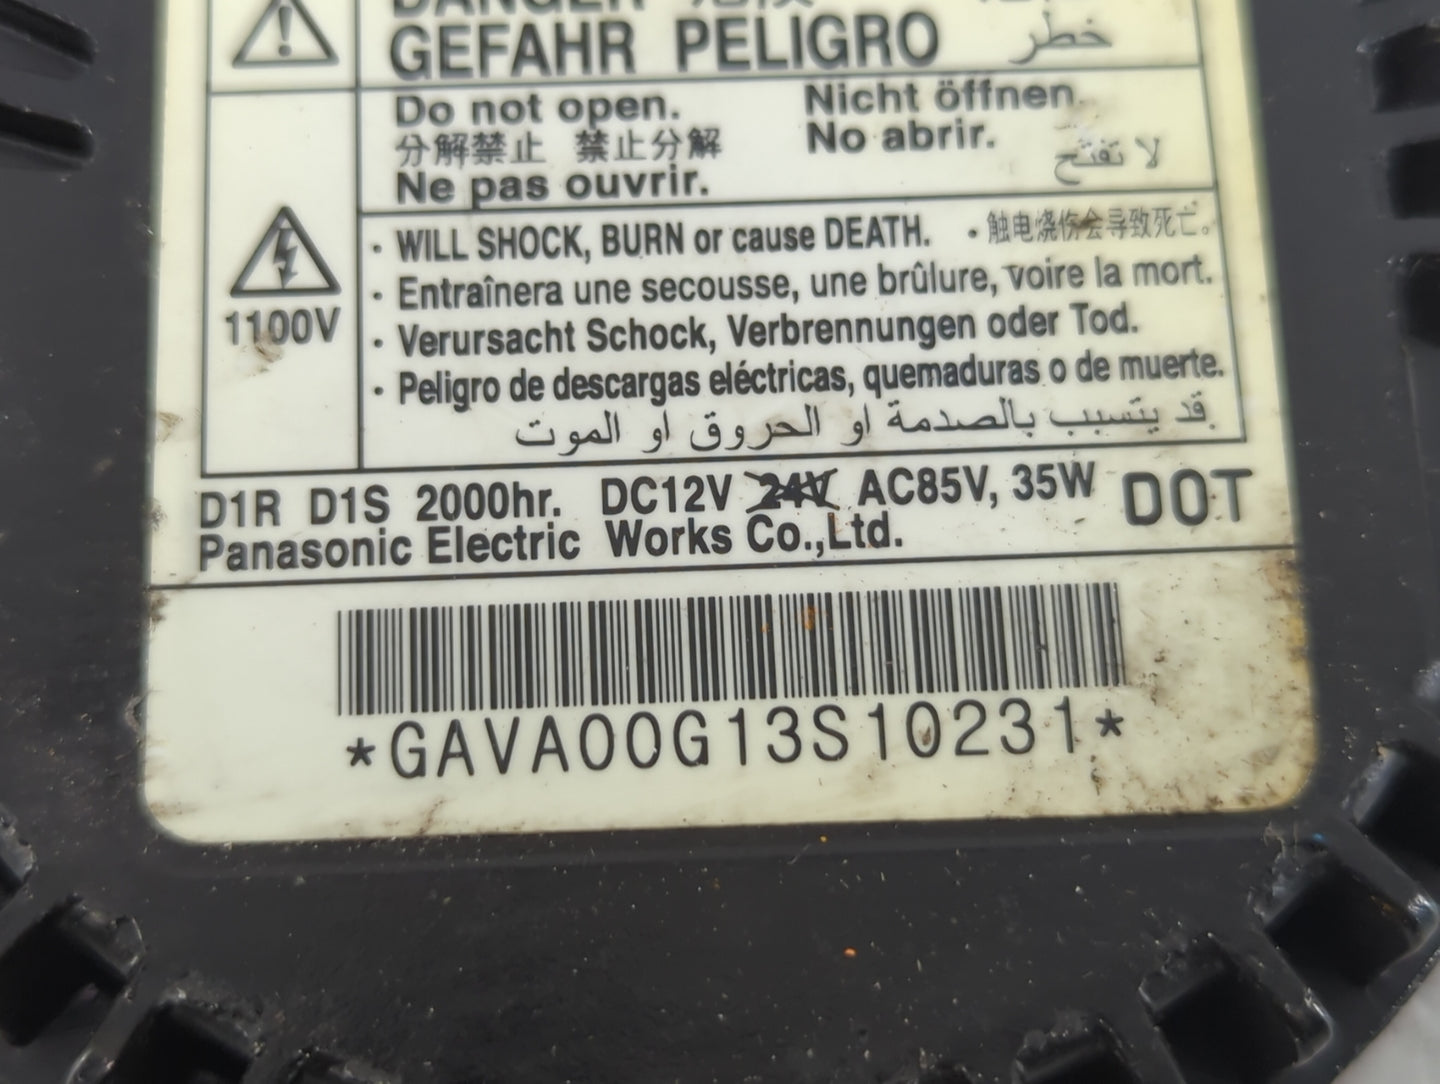 DANGER 危険
GEFAHR PELIGRO خطر
Do not open. Nicht öffnen.
分解禁止 禁止分解 No abrir. لا تفتح
Ne pas ouvrir.
· WILL SHOCK, BURN or cause DEATH. · 触电烧伤会导致死亡。
· Entraînera une secousse, une brûlure, voire la mort.
1100V
· Verursacht Schock, Verbrennungen oder Tod.
· Peligro de descargas eléctricas, quemaduras o de muerte.
قد يتسبب بالصدمة او الحروق او الموت
D1R D1S 2000hr. DC12V 24V AC85V, 35W DOT
Panasonic Electric Works Co.,Ltd.
*GAVA00G13S10231*